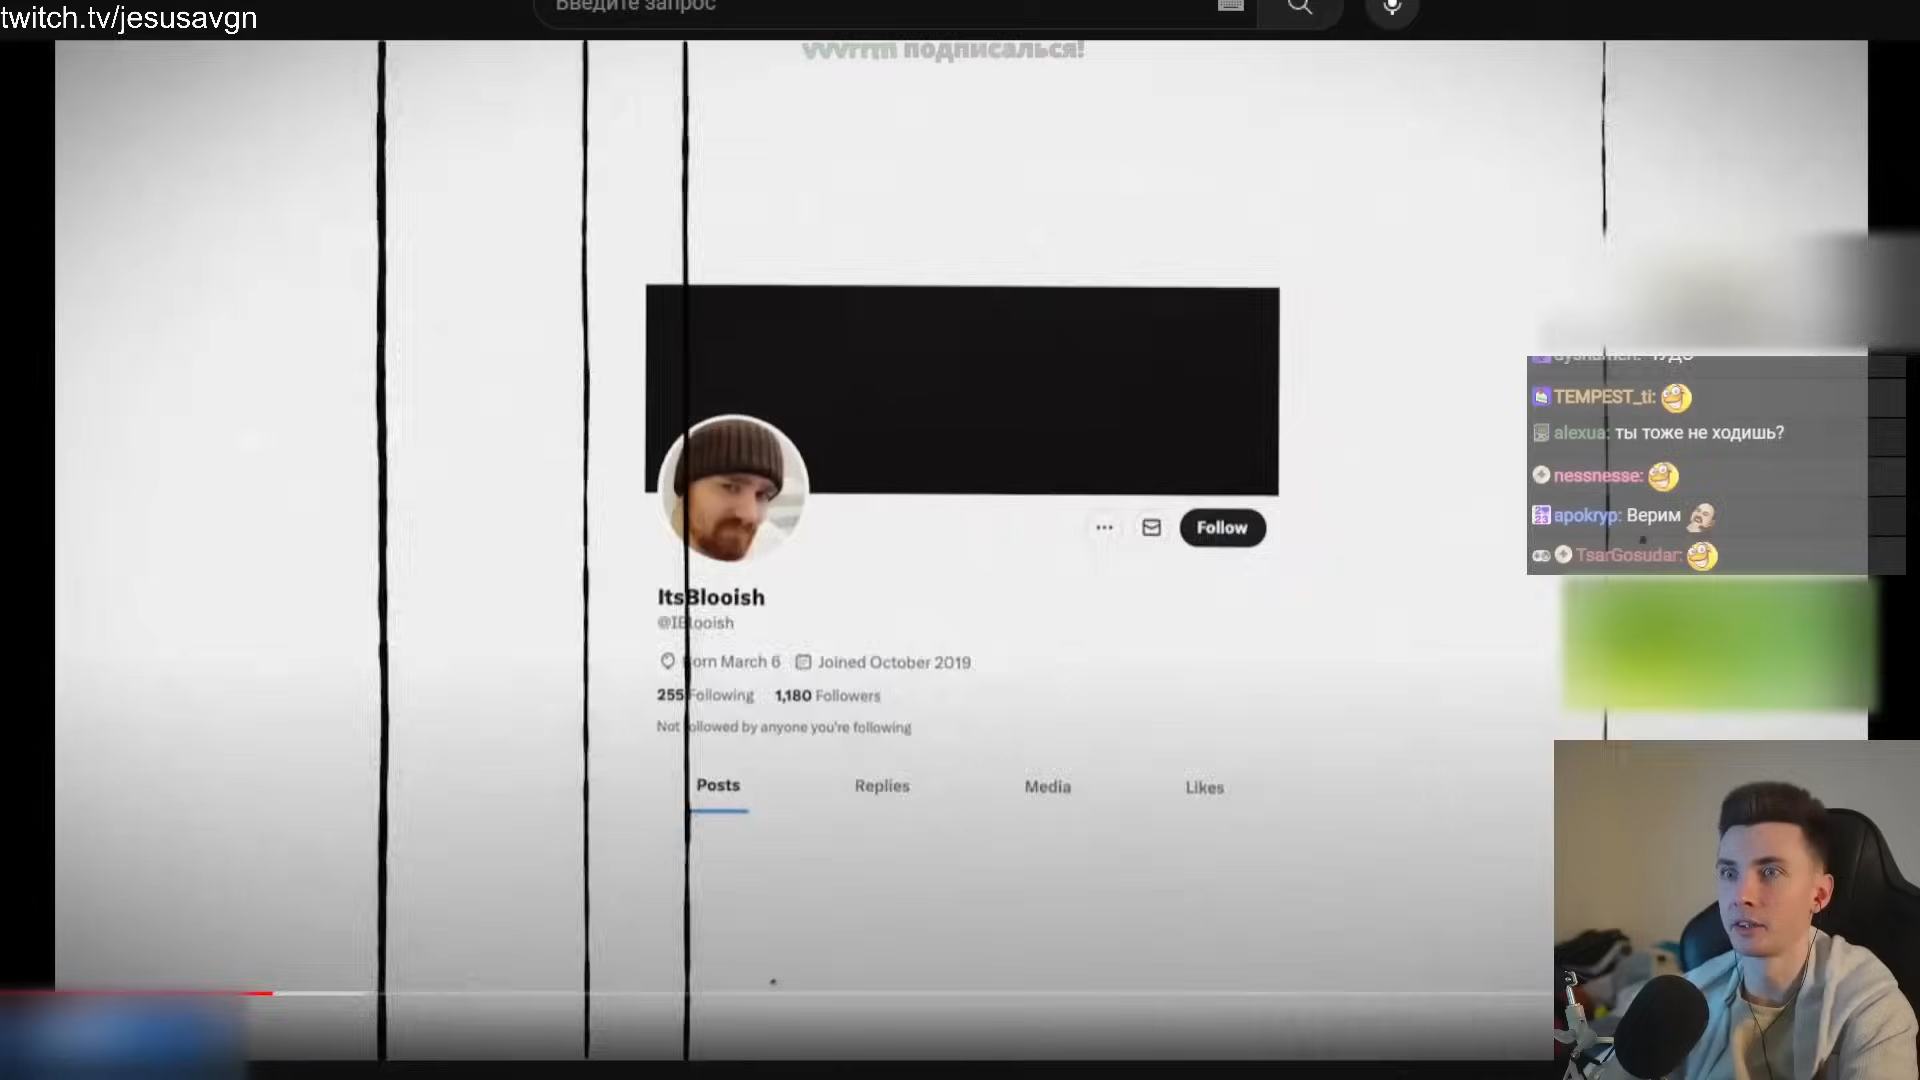 twitch.tv/jesusavgn
Введите запрос
vvvrrm подписалься!
TEMPEST_ti:
alexua: ты тоже не ходишь?
nessnesse:
apokryp: Верим
TsarGosudar:
Follow
ItsBlooish
@IBlooish
Born March 6 Joined October 2019
255 Following 1,180 Followers
Not followed by anyone you're following
Posts Replies Media Likes